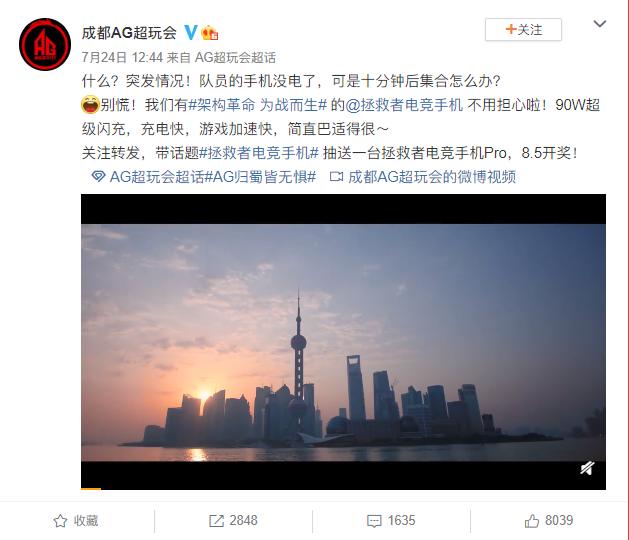 成都AG超玩会
关注
7月24日 12:44 来自 AG超玩会超话
什么？突发情况！队员的手机没电了，可是十分钟后集合怎么办？
别慌！我们有#架构革命 为战而生# 的@拯救者电竞手机 不用担心啦！90W超
级闪充，充电快，游戏加速快，简直巴适得很～
关注转发，带话题#拯救者电竞手机# 抽送一台拯救者电竞手机Pro，8.5开奖！
AG超玩会超话#AG归蜀皆无惧# 成都AG超玩会的微博视频
收藏 2848 1635 8039